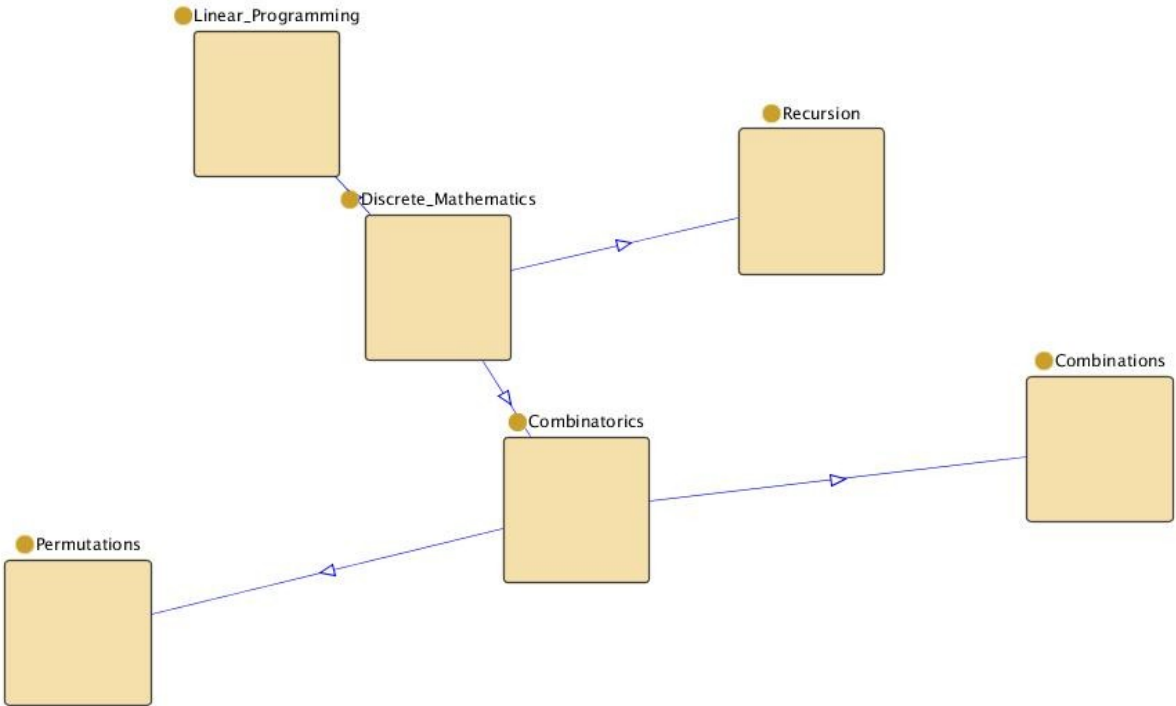 Linear_Programming
Recursion
Discrete_Mathematics
Combinations
Combinatorics
Permutations